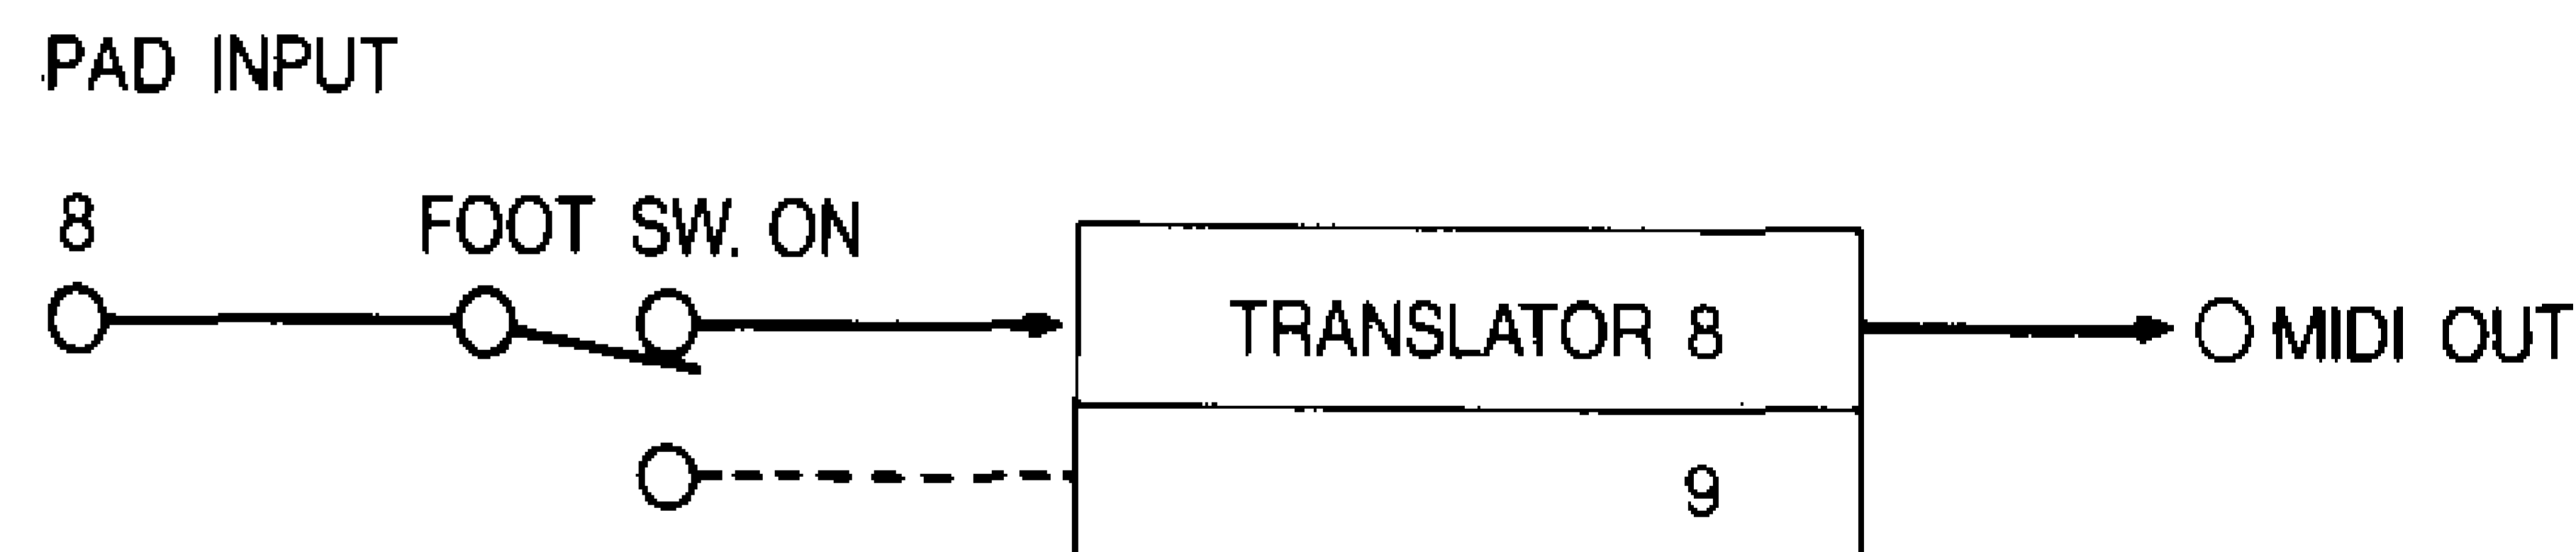 PAD INPUT
8 FOOT SW. ON
TRANSLATOR 8 MIDI OUT
9